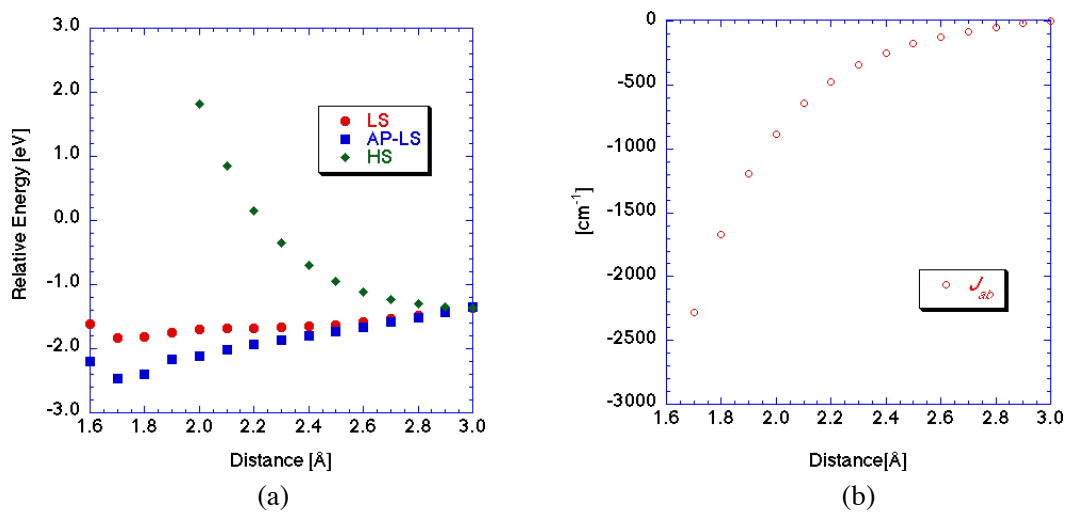 3.0
2.0
1.0
0.0
-1.0
-2.0
-3.0
Relative Energy [eV]
LS
AP-LS
HS
1.6 1.8 2.0 2.2 2.4 2.6 2.8 3.0
Distance [Å]
(a)
0
-500
-1000
-1500
-2000
-2500
-3000
[cm-1]
Jab
1.6 1.8 2.0 2.2 2.4 2.6 2.8 3.0
Distance[Å]
(b)